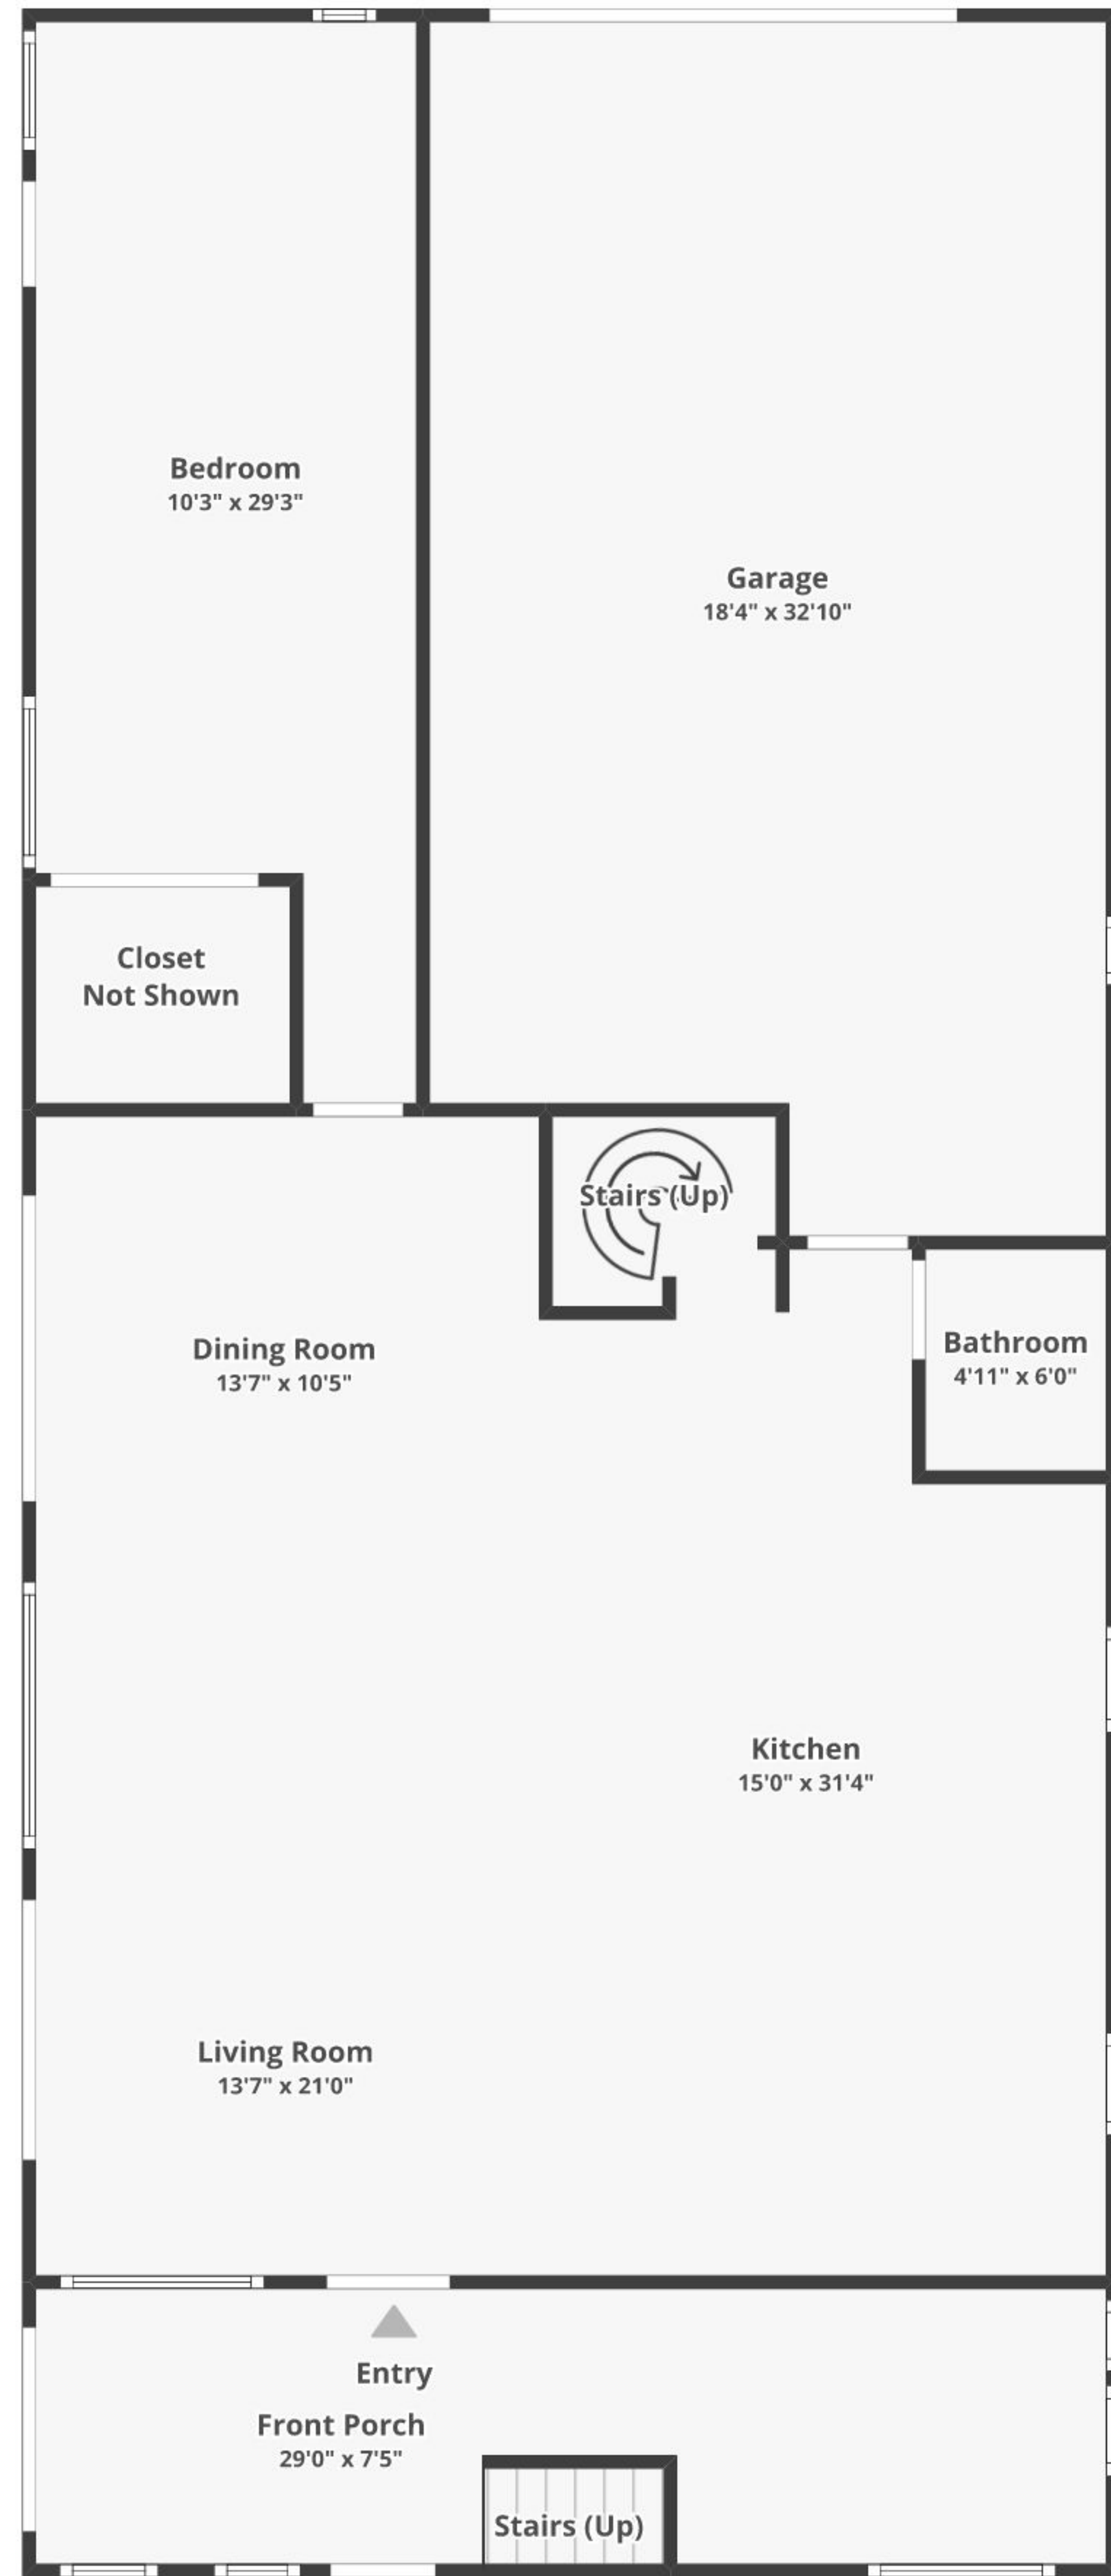 Bedroom
10'3" x 29'3"
Garage
18'4" x 32'10"
Closet
Not Shown
Stairs (Up)
Dining Room
13'7" x 10'5"
Bathroom
4'11" x 6'0"
Kitchen
15'0" x 31'4"
Living Room
13'7" x 21'0"
Entry
Front Porch
29'0" x 7'5"
Stairs (Up)